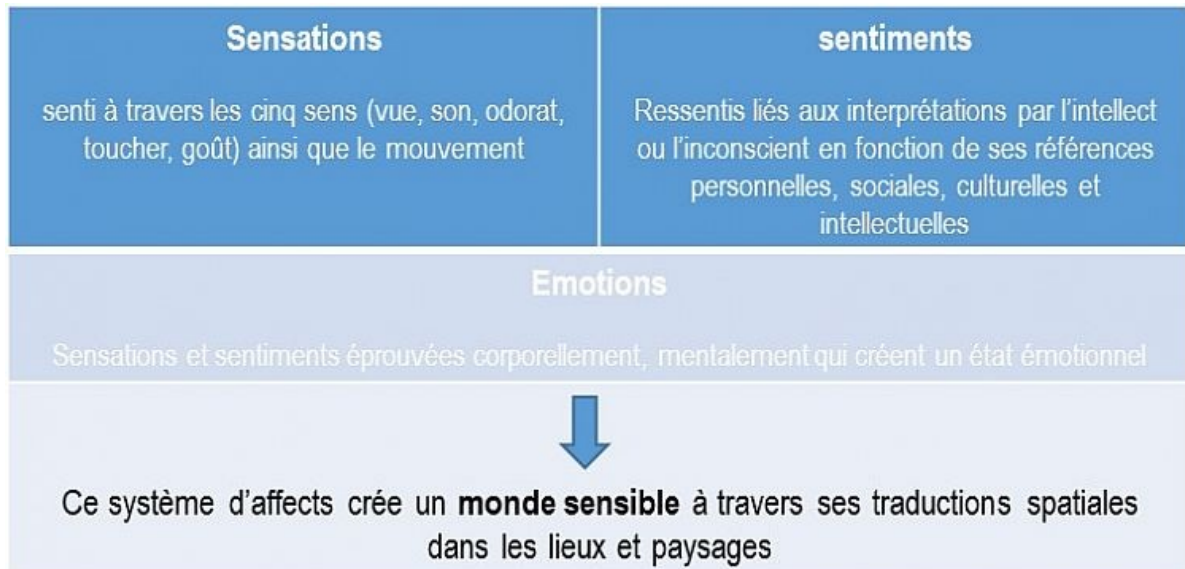 Sensations
senti à travers les cinq sens (vue, son, odorat,
toucher, goût) ainsi que le mouvement
sentiments
Ressentis liés aux interprétations par l'intellect
ou l'inconscient en fonction de ses références
personnelles, sociales, culturelles et
intellectuelles
Emotions
Sensations et sentiments éprouvées corporellement, mentalement qui créent un état émotionnel
Ce système d'affects crée un monde sensible à travers ses traductions spatiales
dans les lieux et paysages